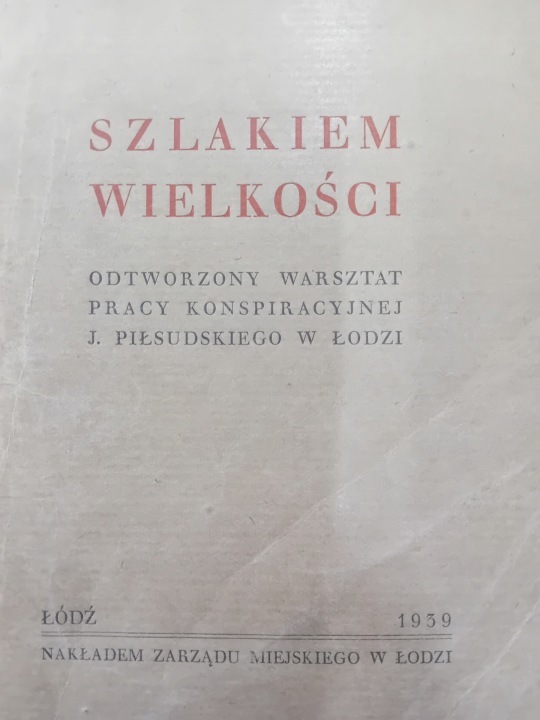 SZLAKIEM
WIELKOŚCI
ODTWORZONY WARSZTAT
PRACY KONSPIRACYJNEJ
J. PIŁSUDSKIEGO W ŁODZI
ŁÓDŹ 1939
NAKŁADEM ZARZĄDU MIEJSKIEGO W ŁODZI